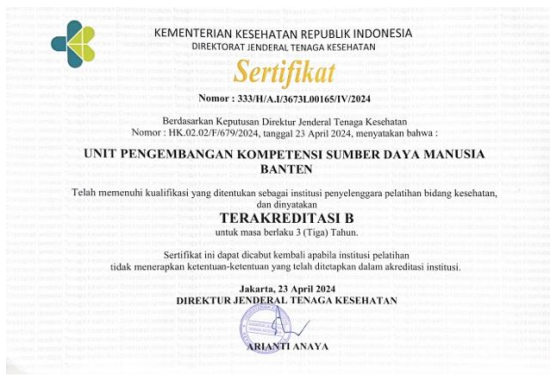 KEMENTERIAN KESEHATAN REPUBLIK INDONESIA
DIREKTORAT JENDERAL TENAGA KESEHATAN
Sertifikat
Nomor : 333/H/A.I/3673L00165/IV/2024
Berdasarkan Keputusan Direktur Jenderal Tenaga Kesehatan
Nomor : HK.02.02/F/679/2024, tanggal 23 April 2024, menyatakan bahwa :
UNIT PENGEMBANGAN KOMPETENSI SUMBER DAYA MANUSIA
BANTEN
Telah memenuhi kualifikasi yang ditentukan sebagai institusi penyelenggara pelatihan bidang kesehatan,
dan dinyatakan
TERAKREDITASI B
untuk masa berlaku 3 (Tiga) Tahun.
Sertifikat ini dapat dicabut kembali apabila institusi pelatihan
tidak menerapkan ketentuan-ketentuan yang telah ditetapkan dalam akreditasi institusi.
Jakarta, 23 April 2024
DIREKTUR JENDERAL TENAGA KESEHATAN
ARIANTI ANAYA